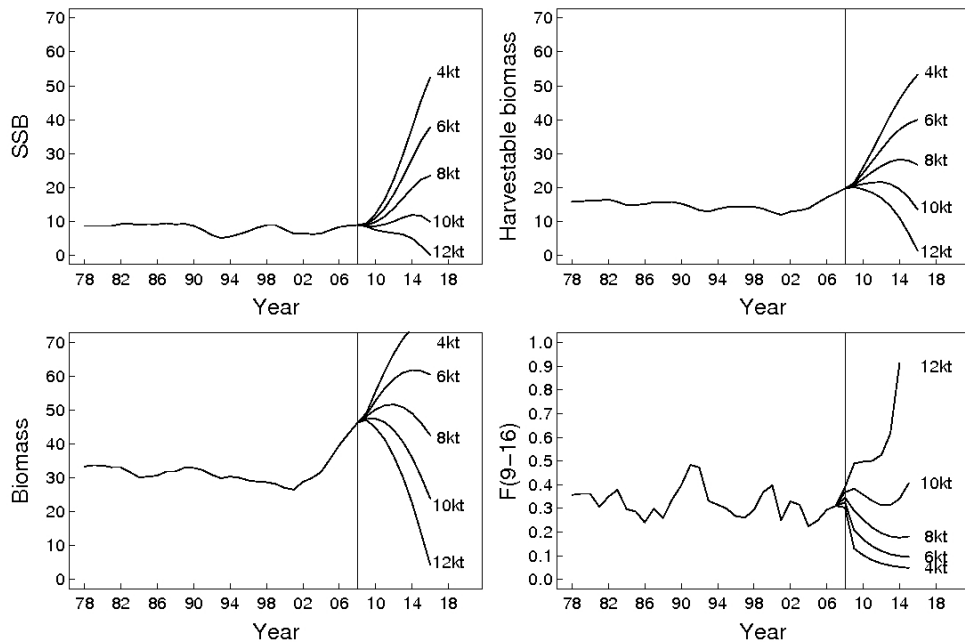 SSB
70
60
50
40
30
20
10
0
4kt
6kt
8kt
10kt
12kt
78 82 86 90 94 98 02 06 10 14 18
Year
Harvestable biomass
70
60
50
40
30
20
10
0
4kt
6kt
8kt
10kt
12kt
78 82 86 90 94 98 02 06 10 14 18
Year
Biomass
70
60
50
40
30
20
10
0
4kt
6kt
8kt
10kt
12kt
78 82 86 90 94 98 02 06 10 14 18
Year
F(9−16)
1.0
0.9
0.8
0.7
0.6
0.5
0.4
0.3
0.2
0.1
0.0
12kt
10kt
8kt
6kt
4kt
78 82 86 90 94 98 02 06 10 14 18
Year